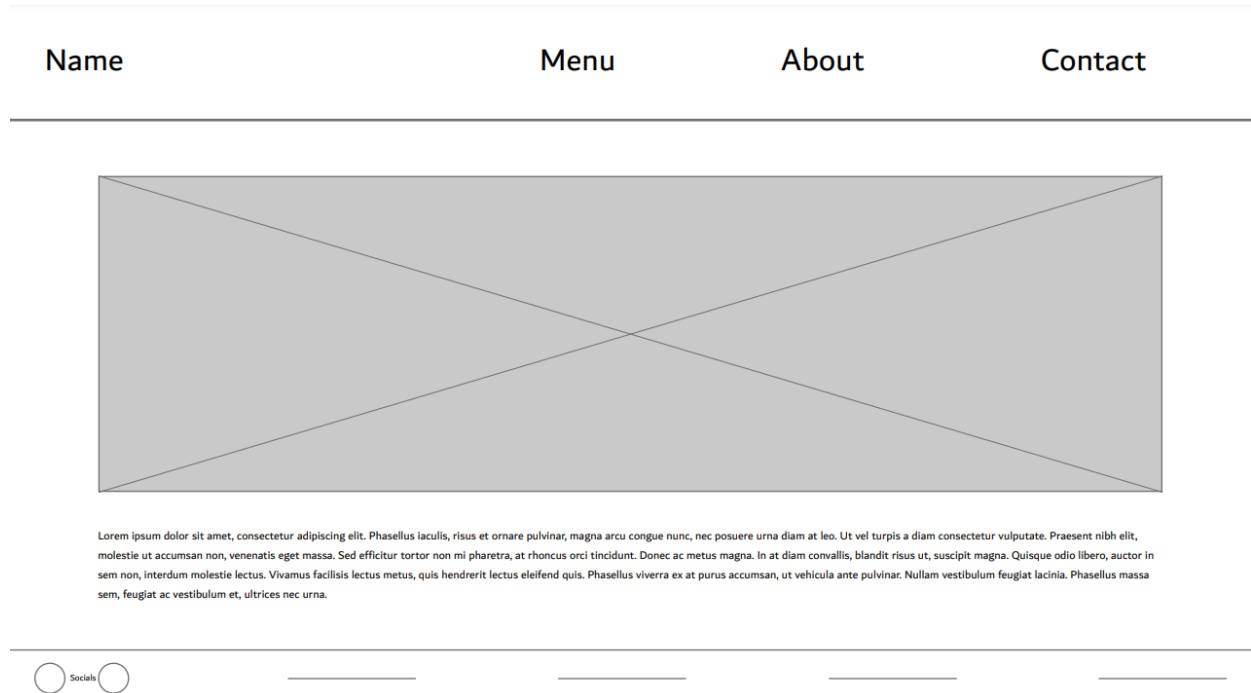 Name Menu About Contact
Lorem ipsum dolor sit amet, consectetur adipiscing elit. Phasellus iaculis, risus et ornare pulvinar, magna arcu congue nunc, nec posuere urna diam at leo. Ut vel turpis a diam consectetur vulputate. Praesent nibh elit,
molestie ut accumsan non, venenatis eget massa. Sed efficitur tortor non mi pharetra, at rhoncus orci tincidunt. Donec ac metus magna. In at diam convallis, blandit risus ut, suscipit magna. Quisque odio libero, auctor in
sem non, interdum molestie lectus. Vivamus facilisis lectus metus, quis hendrerit lectus eleifend quis. Phasellus viverra ex at purus accumsan, ut vehicula ante pulvinar. Nullam vestibulum feugiat lacinia. Phasellus massa
sem, feugiat ac vestibulum et, ultrices nec urna.
Socials